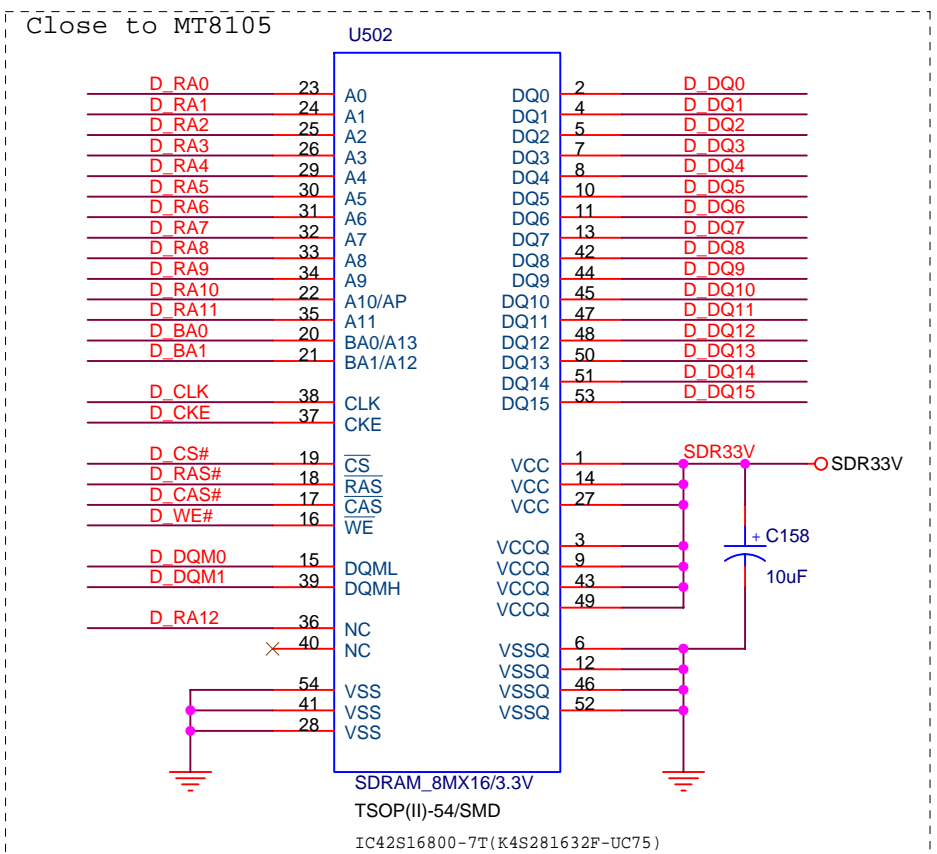 Close to MT8105
U502
D_RA0 23 A0 DQ0 2 D_DQ0
D_RA1 24 A1 DQ1 4 D_DQ1
D_RA2 25 A2 DQ2 5 D_DQ2
D_RA3 26 A3 DQ3 7 D_DQ3
D_RA4 29 A4 DQ4 8 D_DQ4
D_RA5 30 A5 DQ5 10 D_DQ5
D_RA6 31 A6 DQ6 11 D_DQ6
D_RA7 32 A7 DQ7 13 D_DQ7
D_RA8 33 A8 DQ8 42 D_DQ8
D_RA9 34 A9 DQ9 44 D_DQ9
D_RA10 22 A10/AP DQ10 45 D_DQ10
D_RA11 35 A11 DQ11 47 D_DQ11
D_BA0 20 BA0/A13 DQ12 48 D_DQ12
D_BA1 21 BA1/A12 DQ13 50 D_DQ13
DQ14 51 D_DQ14
D_CLK 38 CLK DQ15 53 D_DQ15
D_CKE 37 CKE
D_CS# 19 CS VCC 1 SDR33V SDR33V
D_RAS# 18 RAS VCC 14
D_CAS# 17 CAS VCC 27
D_WE# 16 WE
VCCQ 3 + C158
D_DQM0 15 DQML VCCQ 9 10uF
D_DQM1 39 DQMH VCCQ 43
VCCQ 49
D_RA12 36 NC
40 NC VSSQ 6
VSSQ 12
54 VSS VSSQ 46
41 VSS VSSQ 52
28 VSS
SDRAM_8MX16/3.3V
TSOP(II)-54/SMD
IC42S16800-7T(K4S281632F-UC75)